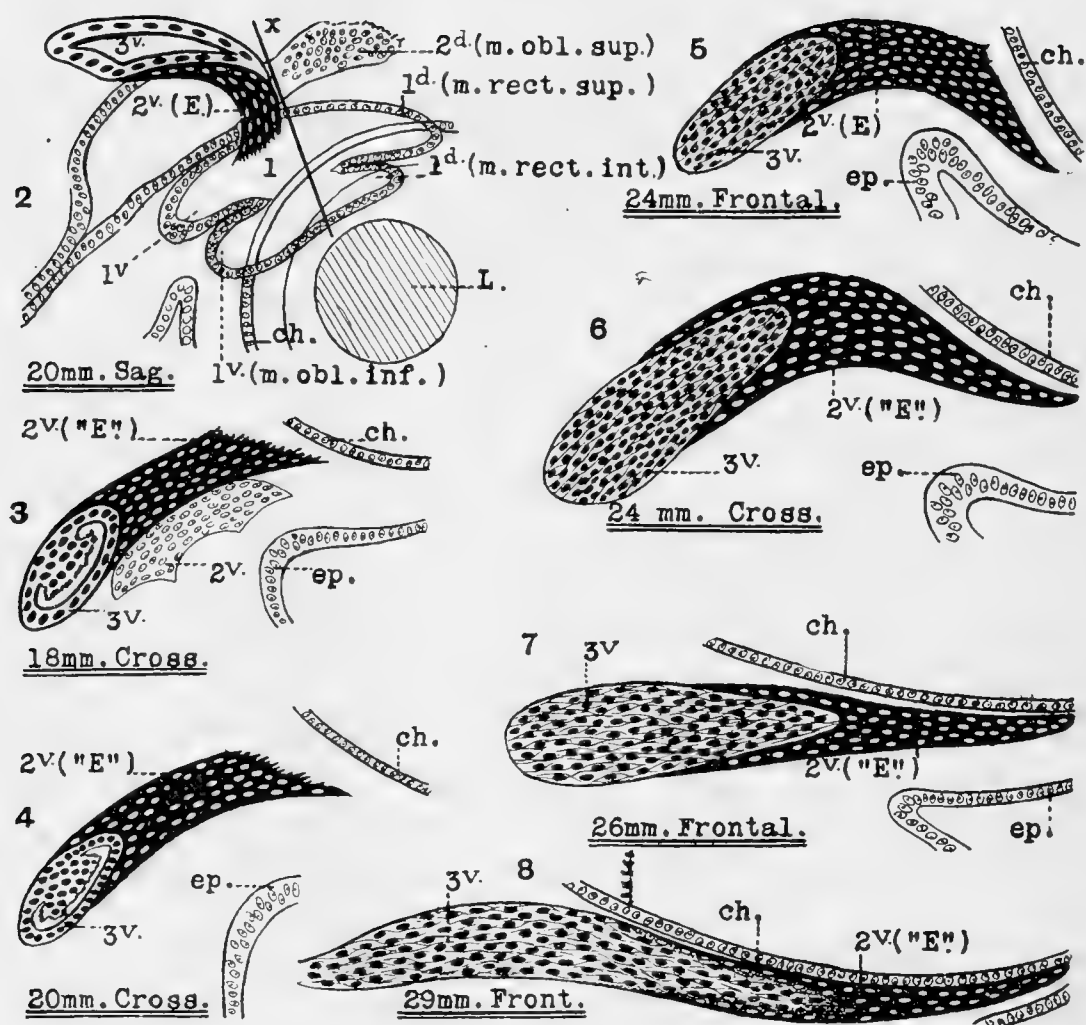 3v.
x
2d.(m.obl.sup.)
1d.(m.rect.sup.)
2v.(E)
1
1d.(m.rect.int.)
2
1v
L.
ch.
20mm.Sag.
1v.(m.obl.inf.)
5
ch.
2v.(E)
3v.
ep.
24mm.Frontal.
2v.("E")
ch.
3
2v.
ep.
3v.
18mm.Cross.
6
ch.
2v.("E")
3v.
ep.
24 mm. Cross.
2v.("E")
ch.
4
ep.
3v.
20mm.Cross.
7
3v
ch.
2v.("E")
26mm.Frontal.
ep.
8
3v.
ch.
2v.("E")
29mm.Front.